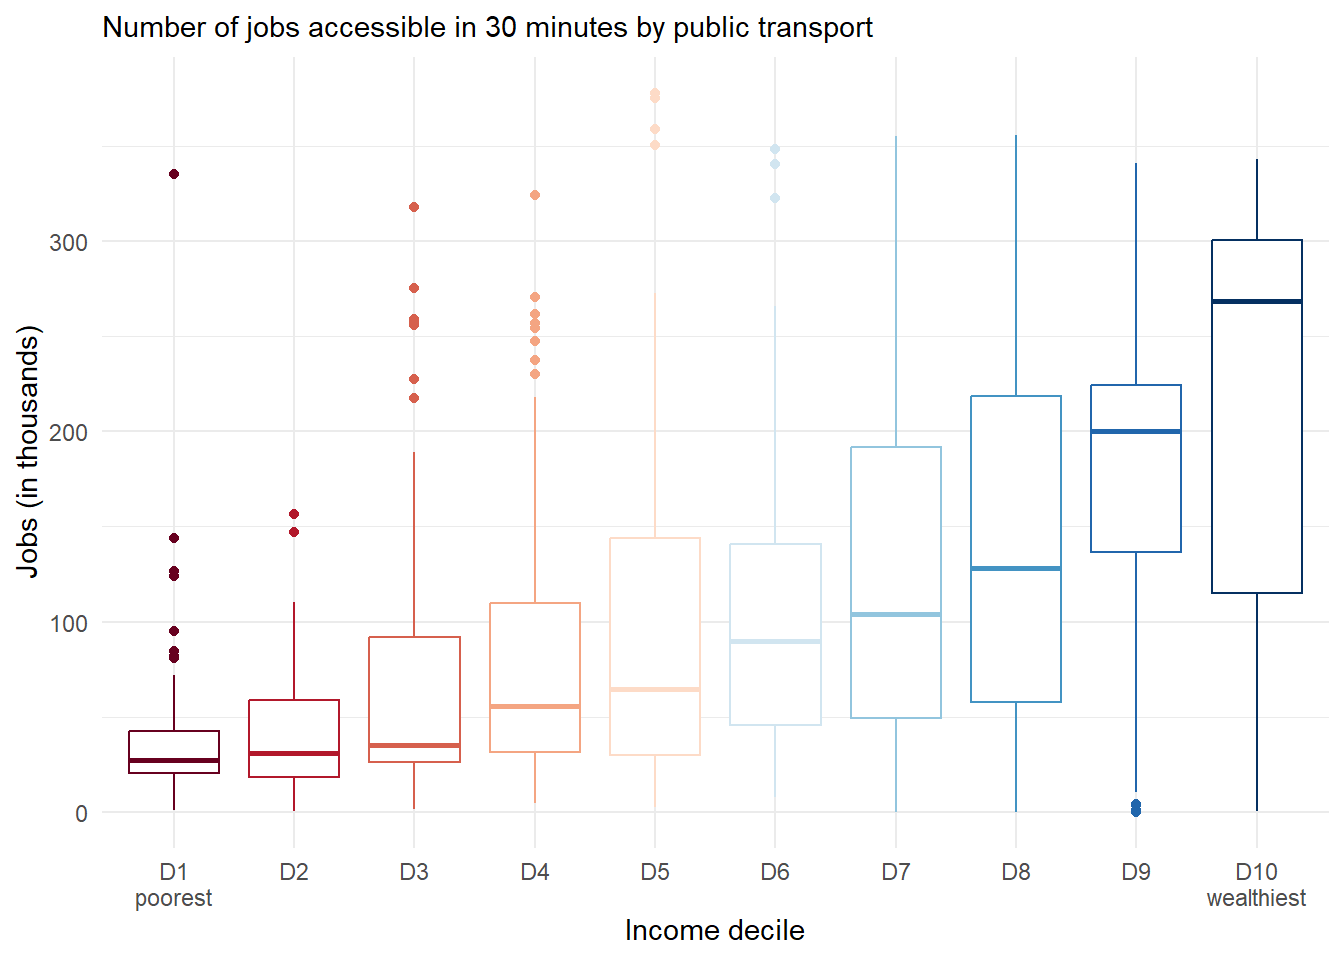 Number of jobs accessible in 30 minutes by public transport
Jobs (in thousands)
300
200
100
0
D1 D2 D3 D4 D5 D6 D7 D8 D9 D10
poorest wealthiest
Income decile